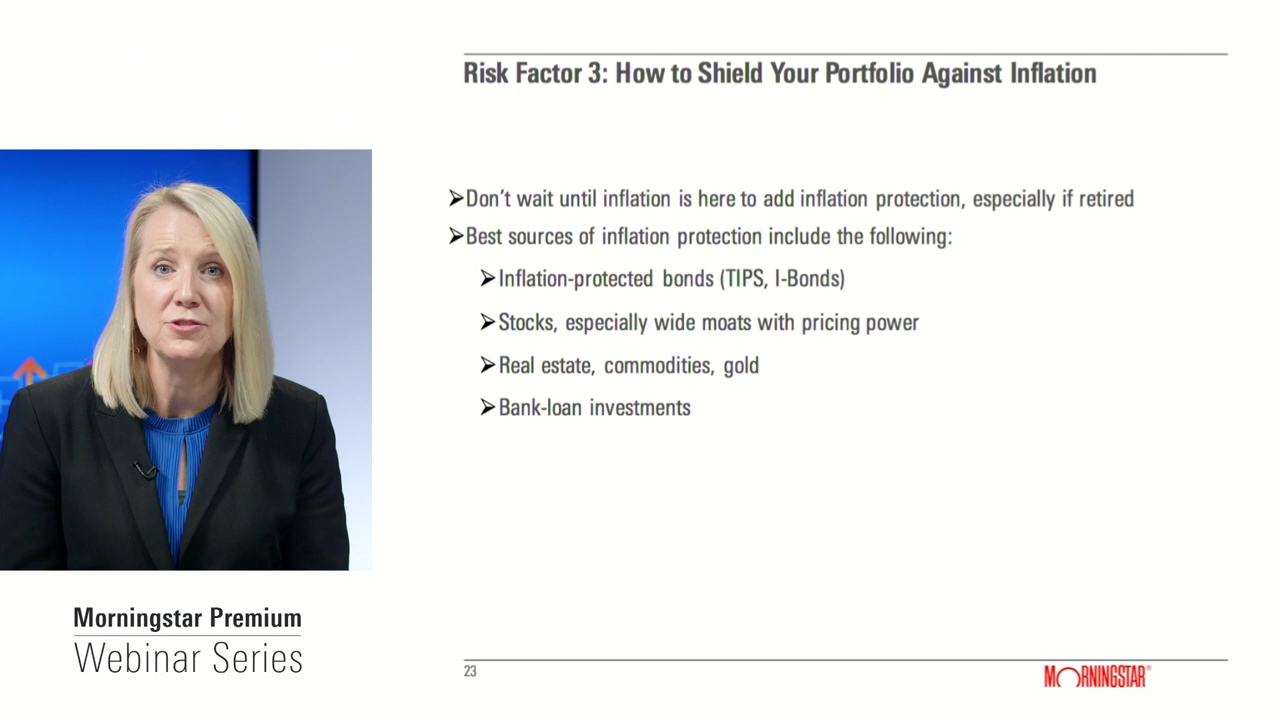 Risk Factor 3: How to Shield Your Portfolio Against Inflation
➢Don’t wait until inflation is here to add inflation protection, especially if retired
➢Best sources of inflation protection include the following:
➢Inflation-protected bonds (TIPS, I-Bonds)
➢Stocks, especially wide moats with pricing power
➢Real estate, commodities, gold
➢Bank-loan investments
Morningstar Premium
Webinar Series
23
MORNINGSTAR®